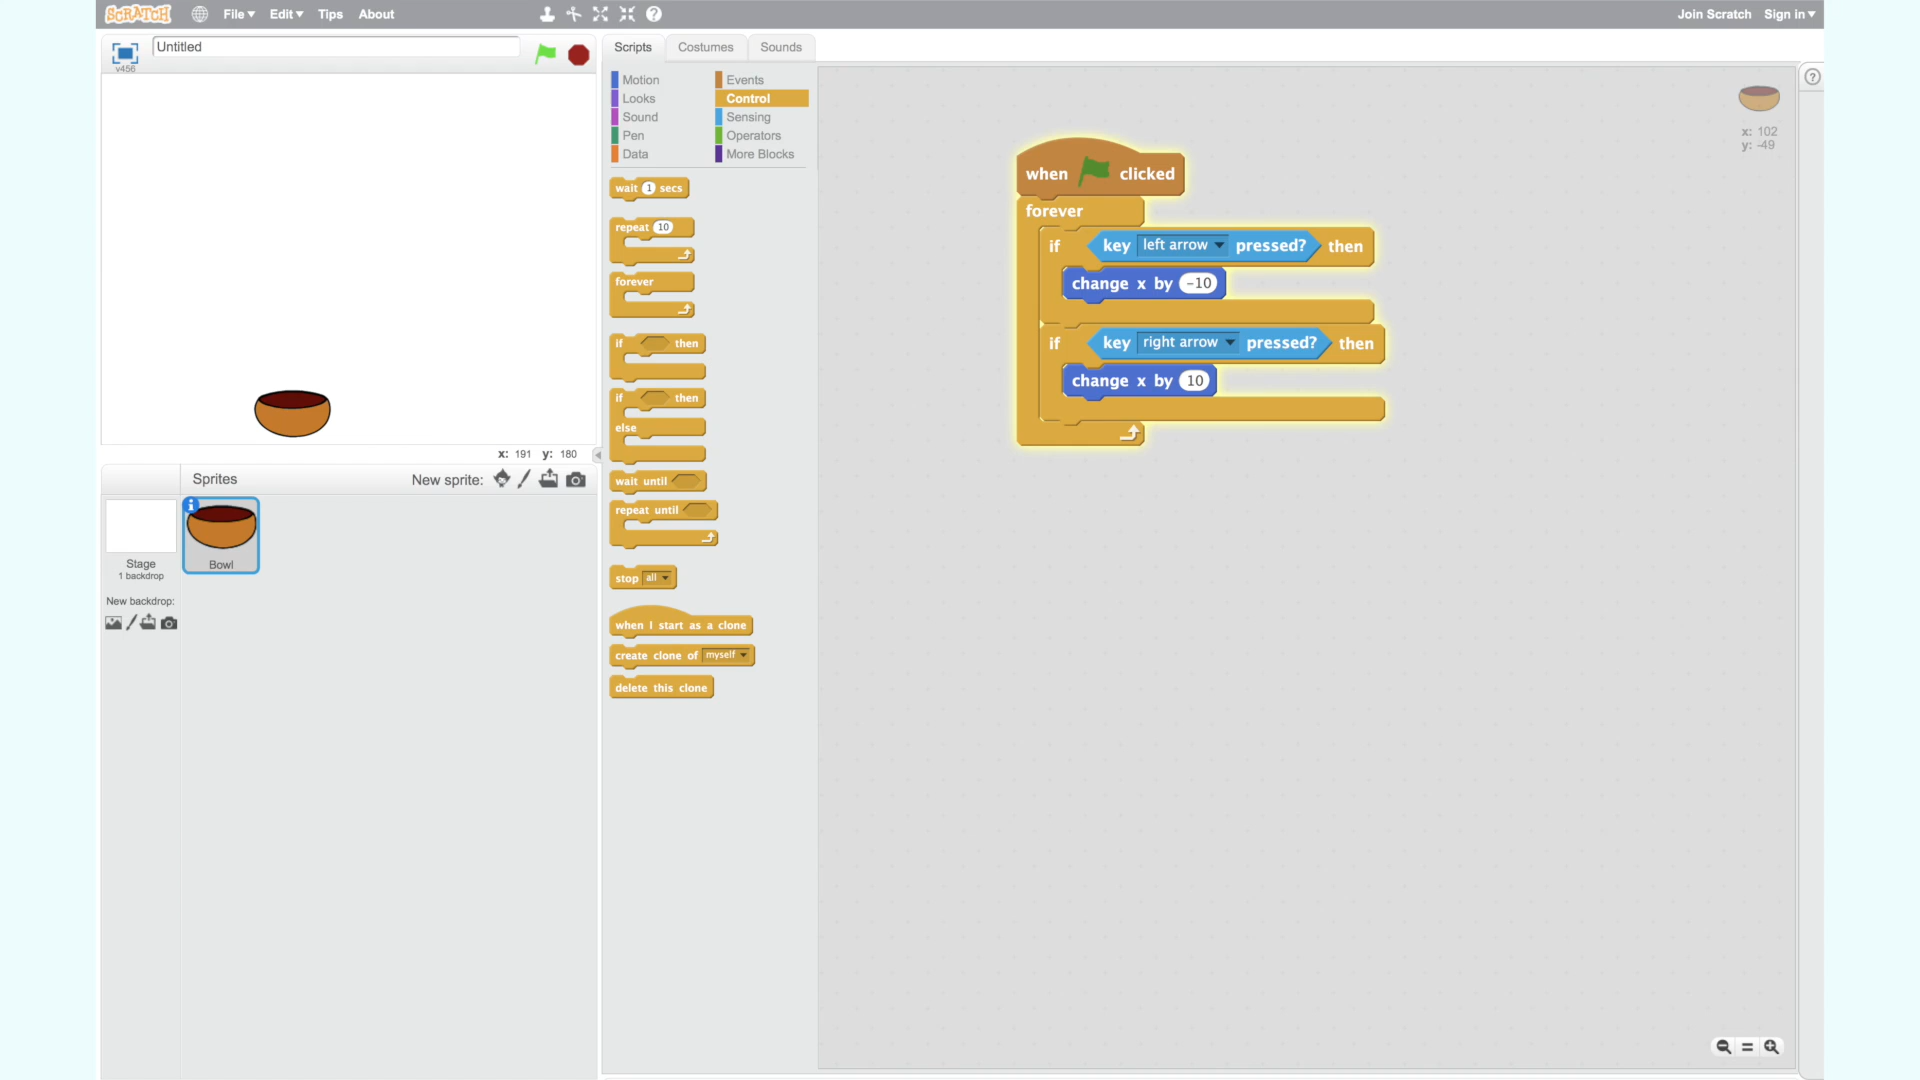 SCRATCH File Edit Tips About Join Scratch Sign in
v456
Untitled
Scripts Costumes Sounds
Motion Events
Looks Control
Sound Sensing
Pen Operators
Data More Blocks
wait 1 secs
repeat 10
forever
if then
if then
else
wait until
repeat until
stop all
when I start as a clone
create clone of myself
delete this clone
when clicked
forever
if key left arrow pressed? then
change x by -10
if key right arrow pressed? then
change x by 10
x: 102
y: -49
x: 191 y: 180
Sprites New sprite:
Stage
1 backdrop
New backdrop:
Bowl